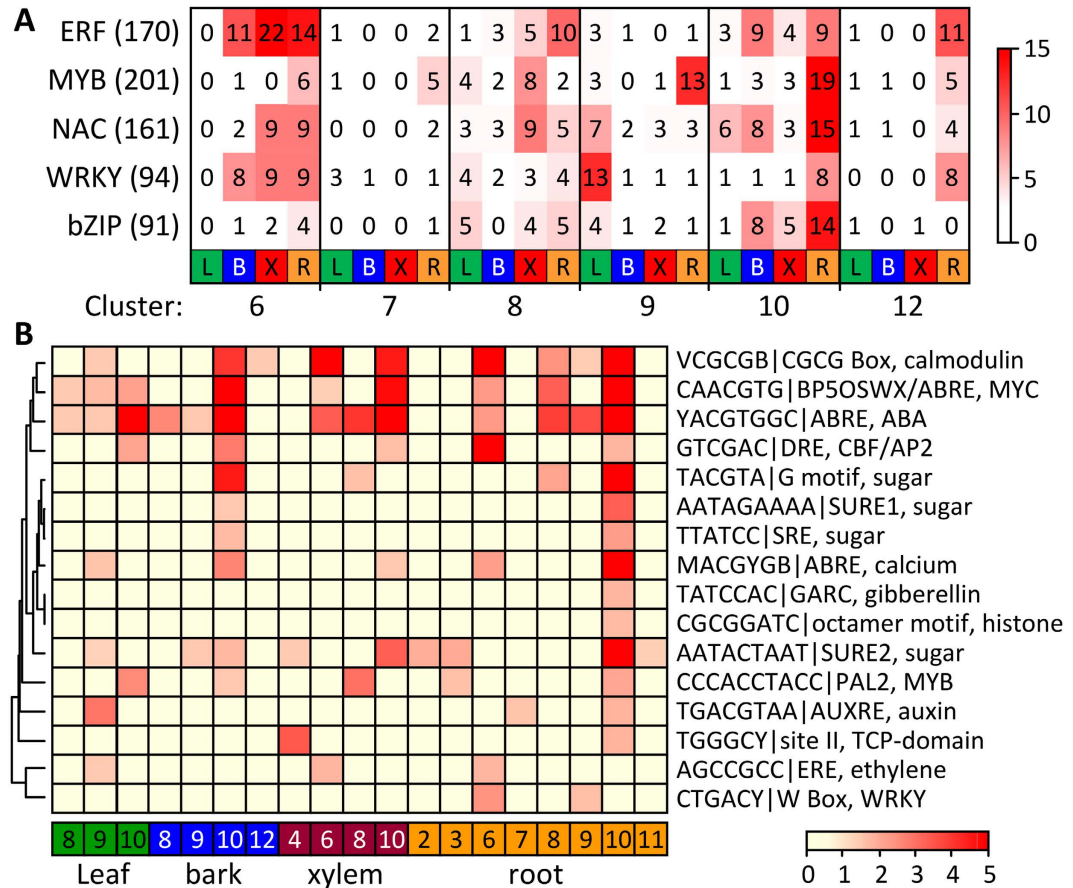 A
ERF (170) 0 11 22 14 1 0 0 2 1 3 5 10 3 1 0 1 3 9 4 9 1 0 0 11
MYB (201) 0 1 0 6 1 0 0 5 4 2 8 2 3 0 1 13 1 3 3 19 1 1 0 5
NAC (161) 0 2 9 9 0 0 0 2 3 3 9 5 7 2 3 3 6 8 3 15 1 1 0 4
WRKY (94) 0 8 9 9 3 1 0 1 4 2 3 4 13 1 1 1 1 1 1 8 0 0 0 8
bZIP (91) 0 1 2 4 0 0 0 1 5 0 4 5 4 1 2 1 1 8 5 14 1 0 1 0
L B X R L B X R L B X R L B X R L B X R L B X R
Cluster: 6 7 8 9 10 12
15
10
5
0
B
VCGCGB|CGCG Box, calmodulin
CAACGTG|BP5OSWX/ABRE, MYC
YACGTGGC|ABRE, ABA
GTCGAC|DRE, CBF/AP2
TACGTA|G motif, sugar
AATAGAAAA|SURE1, sugar
TTATCC|SRE, sugar
MACGYGB|ABRE, calcium
TATCCAC|GARC, gibberellin
CGCGGATC|octamer motif, histone
AATACTAAT|SURE2, sugar
CCCACCTACC|PAL2, MYB
TGACGTAA|AUXRE, auxin
TGGGCY|site II, TCP-domain
AGCCGCC|ERE, ethylene
CTGACY|W Box, WRKY
8 9 10 8 9 10 12 4 6 8 10 2 3 6 7 8 9 10 11
Leaf bark xylem root
0 1 2 3 4 5